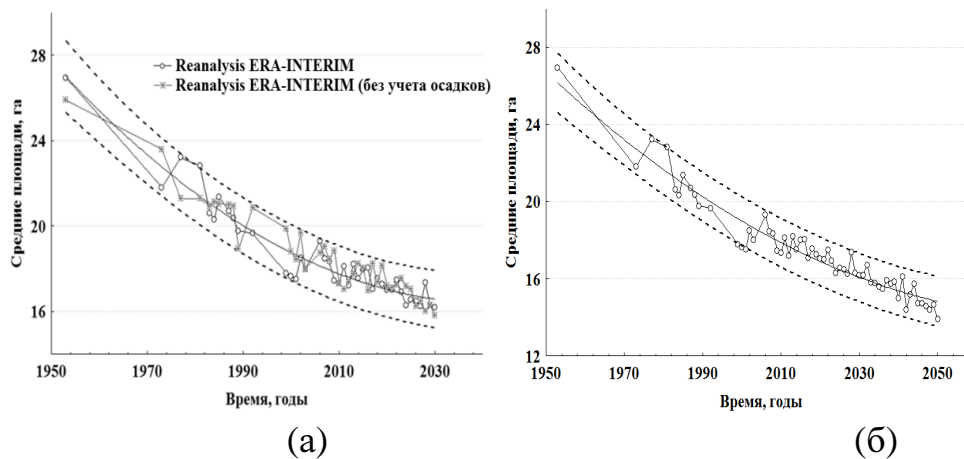 Средние площади, га
28
24
20
16
Reanalysis ERA-INTERIM
Reanalysis ERA-INTERIM (без учета осадков)
1950 1970 1990 2010 2030
Время, годы
(а)
Средние площади, га
28
24
20
16
12
1950 1970 1990 2010 2030 2050
Время, годы
(б)